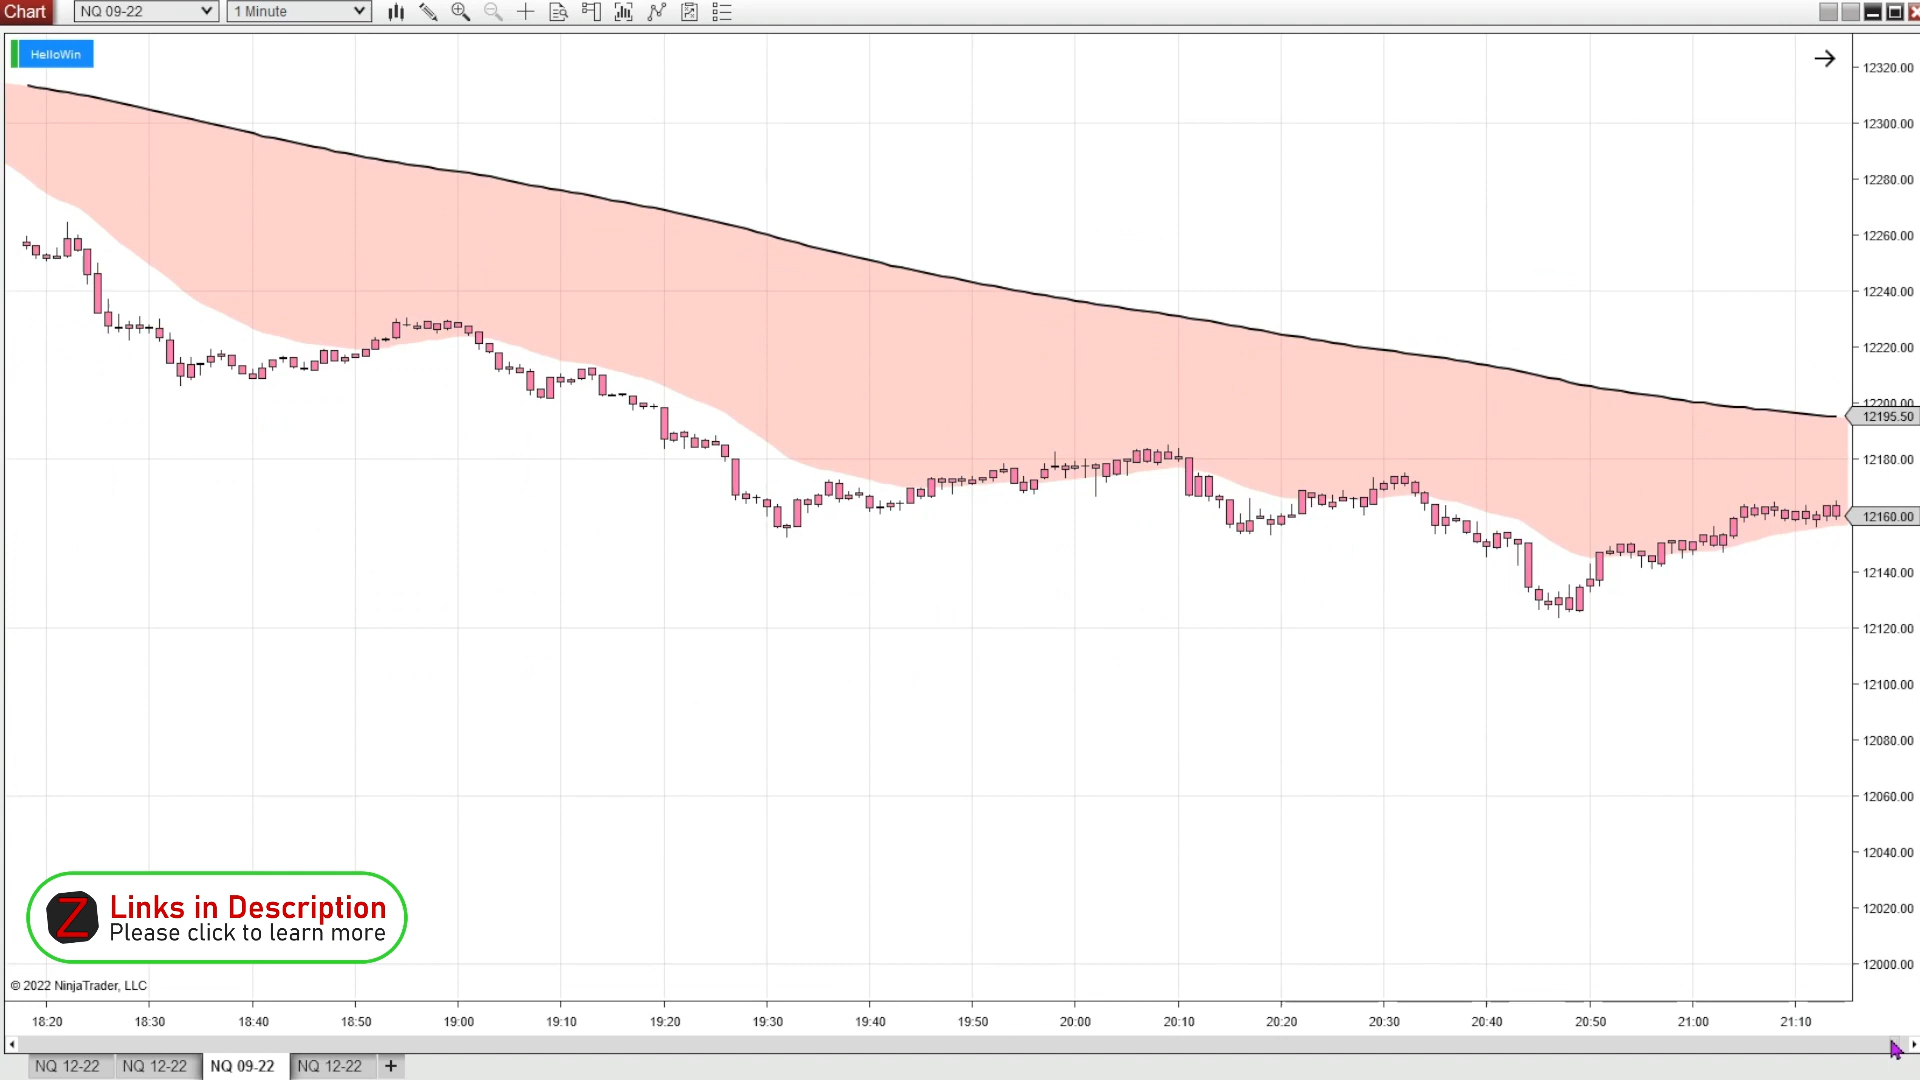 Chart
NQ 09-22
1 Minute
HelloWin
12320.00
12300.00
12280.00
12260.00
12240.00
12220.00
12200.00
12195.50
12180.00
12160.00
12140.00
12120.00
12100.00
12080.00
12060.00
12040.00
12020.00
12000.00
Z
Links in Description
Please click to learn more
© 2022 NinjaTrader, LLC
18:20 18:30 18:40 18:50 19:00 19:10 19:20 19:30 19:40 19:50 20:00 20:10 20:20 20:30 20:40 20:50 21:00 21:10
NQ 12-22 NQ 12-22 NQ 09-22 NQ 12-22 +